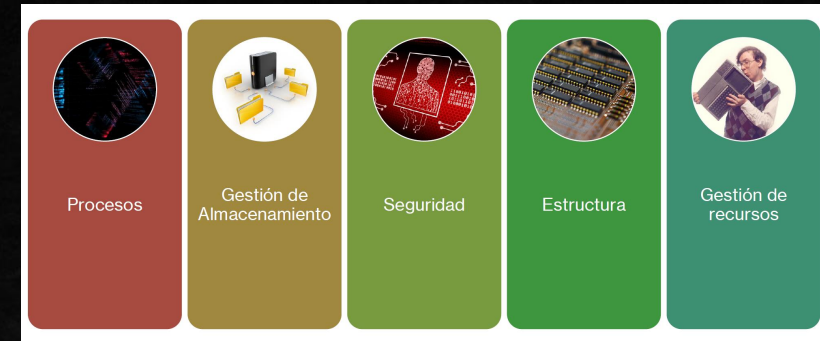 Procesos
Gestión de
Almacenamiento
Seguridad
Estructura
Gestión de
recursos